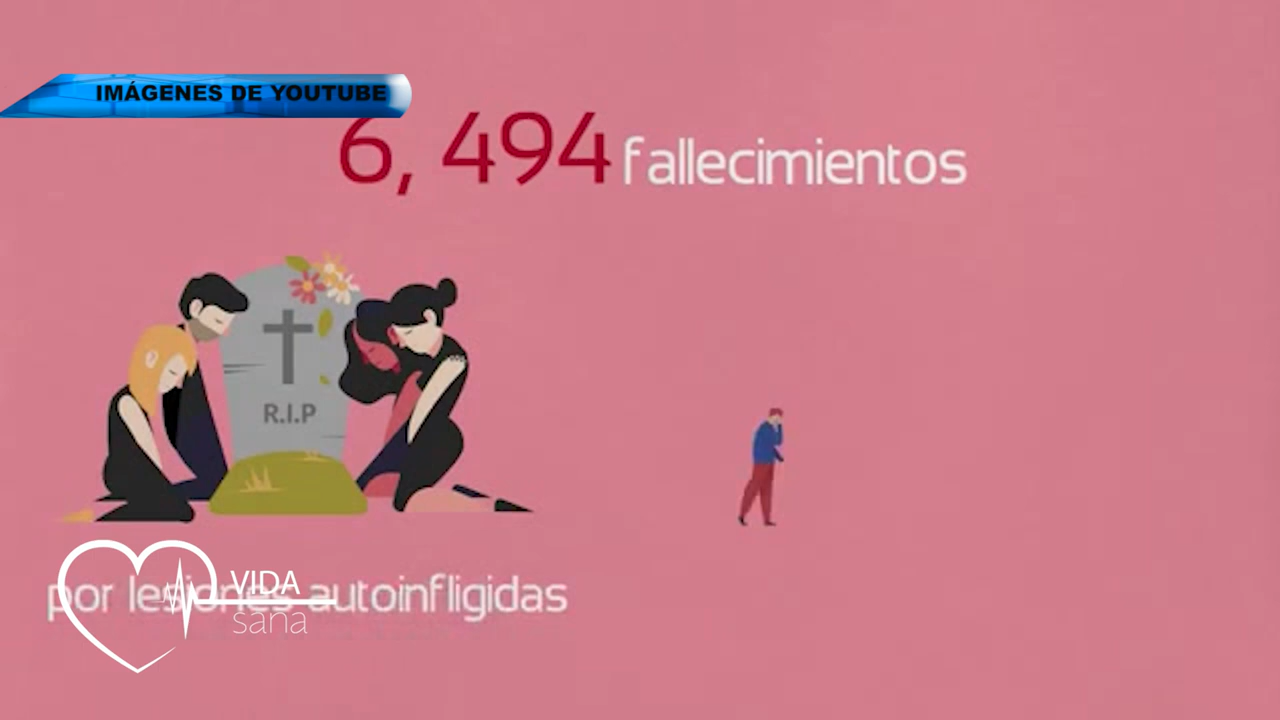 IMÁGENES DE YOUTUBE
6, 494 fallecimientos
R.I.P
por lesiones autoinfligidas
VIDA
sana